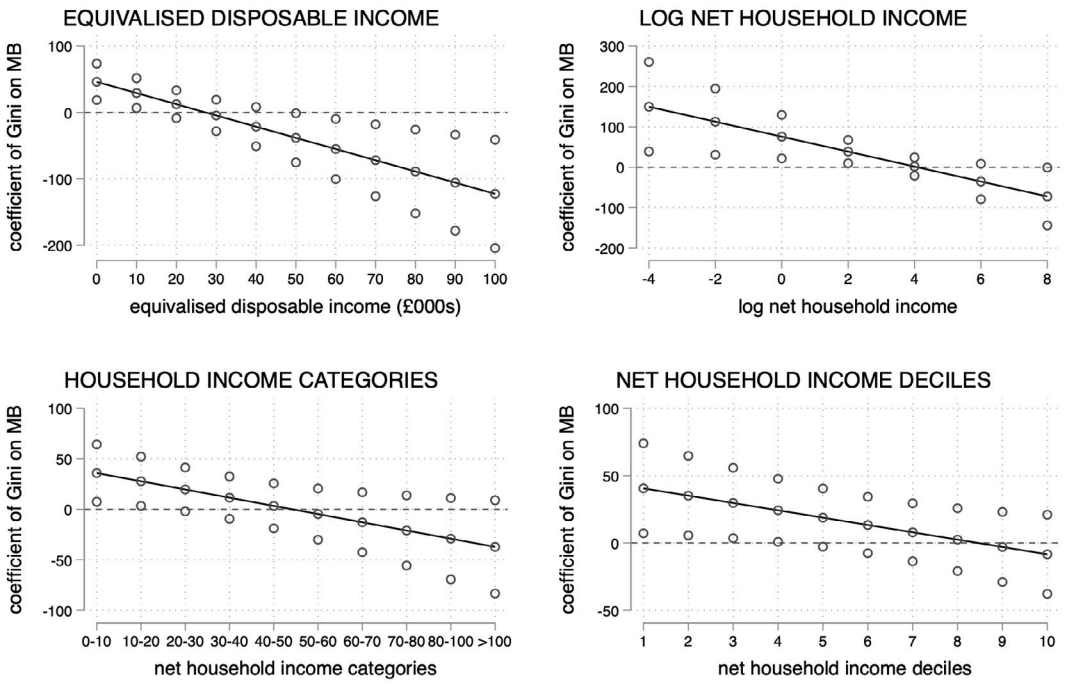 EQUIVALISED DISPOSABLE INCOME
coefficient of Gini on MB
100
0
-100
-200
0 10 20 30 40 50 60 70 80 90 100
equivalised disposable income (£000s)
LOG NET HOUSEHOLD INCOME
coefficient of Gini on MB
300
200
100
0
-100
-200
-4 -2 0 2 4 6 8
log net household income
HOUSEHOLD INCOME CATEGORIES
coefficient of Gini on MB
100
50
0
-50
-100
0-10 10-20 20-30 30-40 40-50 50-60 60-70 70-80 80-100 >100
net household income categories
NET HOUSEHOLD INCOME DECILES
coefficient of Gini on MB
100
50
0
-50
1 2 3 4 5 6 7 8 9 10
net household income deciles